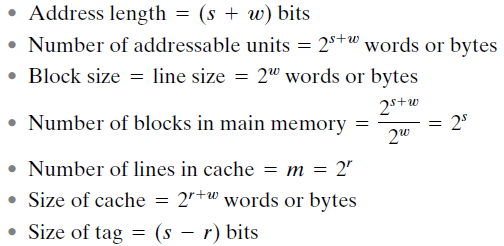 • Address length = (s + w) bits
• Number of addressable units = 2^{s+w} words or bytes
• Block size = line size = 2^w words or bytes
• Number of blocks in main memory = \frac{2^{s+w}}{2^w} = 2^s
• Number of lines in cache = m = 2^r
• Size of cache = 2^{r+w} words or bytes
• Size of tag = (s − r) bits